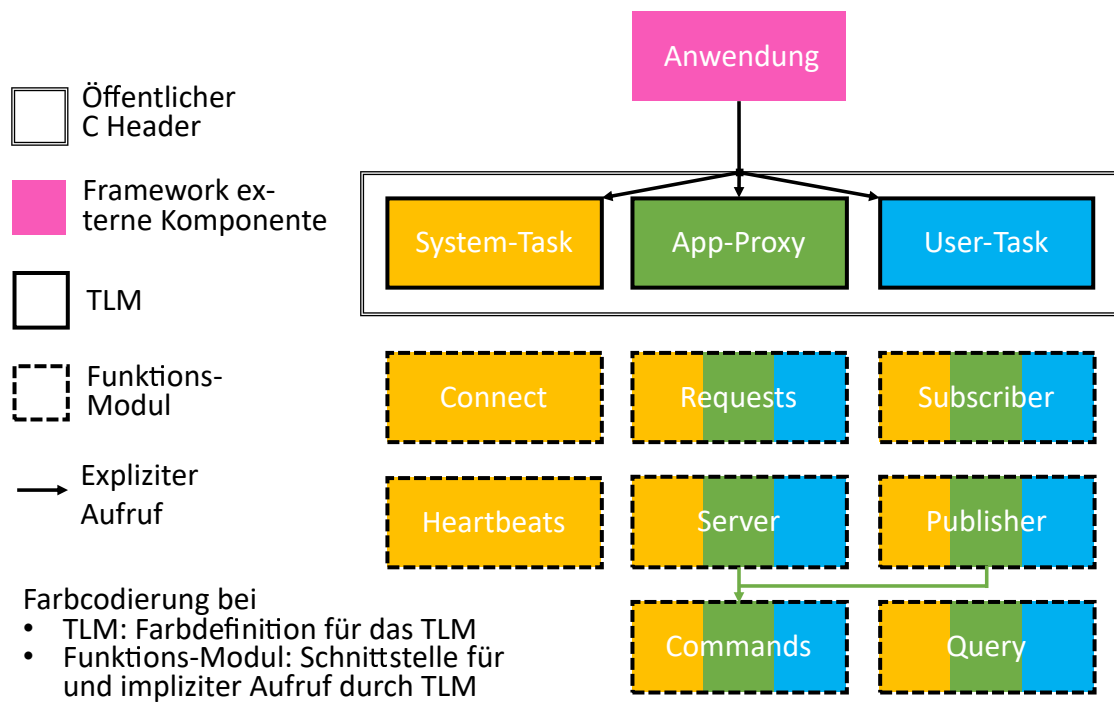 Anwendung
Öffentlicher
C Header
Framework ex-
terne Komponente
System-Task
App-Proxy
User-Task
TLM
Funktions-
Modul
Connect
Requests
Subscriber
Expliziter
Aufruf
Heartbeats
Server
Publisher
Farbcodierung bei
• TLM: Farbdefinition für das TLM
• Funktions-Modul: Schnittstelle für
und impliziter Aufruf durch TLM
Commands
Query